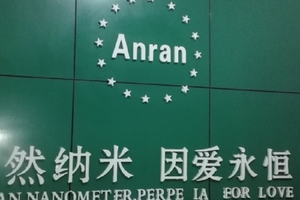 Anran
然纳米 因爱永恒
AN NANOMETER,PERPE IA FOR LOVE